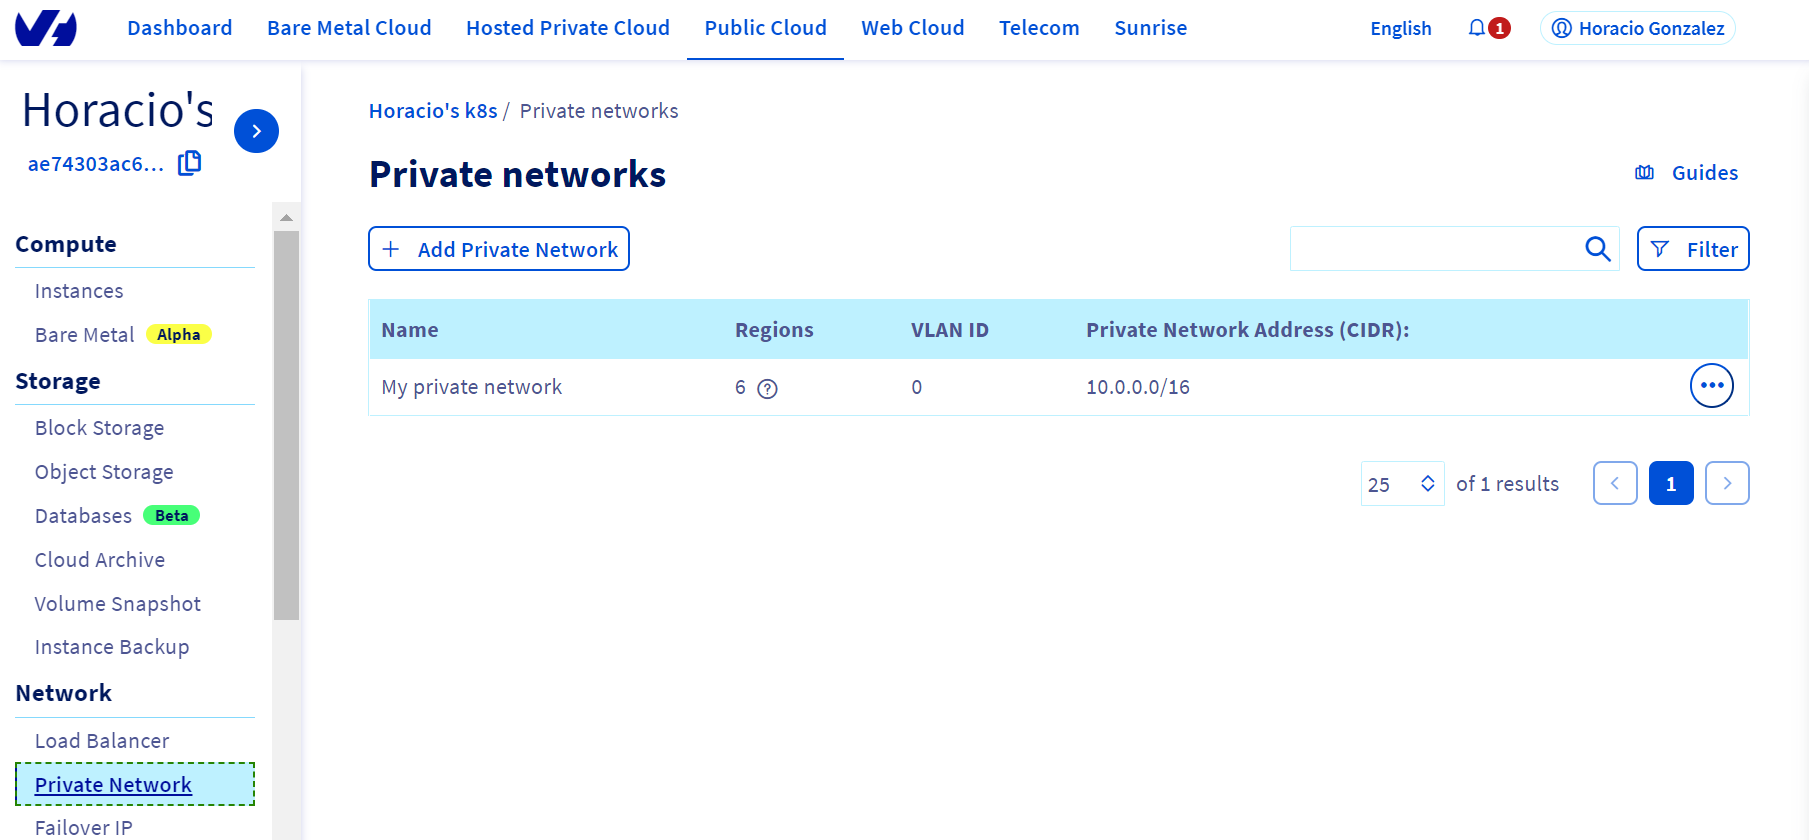 Dashboard Bare Metal Cloud Hosted Private Cloud Public Cloud Web Cloud Telecom Sunrise English 1 Horacio Gonzalez
Horacio's
ae74303ac6...
Compute
Instances
Bare Metal Alpha
Storage
Block Storage
Object Storage
Databases Beta
Cloud Archive
Volume Snapshot
Instance Backup
Network
Load Balancer
Private Network
Failover IP
Horacio's k8s / Private networks
Private networks
Guides
+ Add Private Network
Filter
Name Regions VLAN ID Private Network Address (CIDR):
My private network 6 ? 0 10.0.0.0/16 •••
25 of 1 results < 1 >